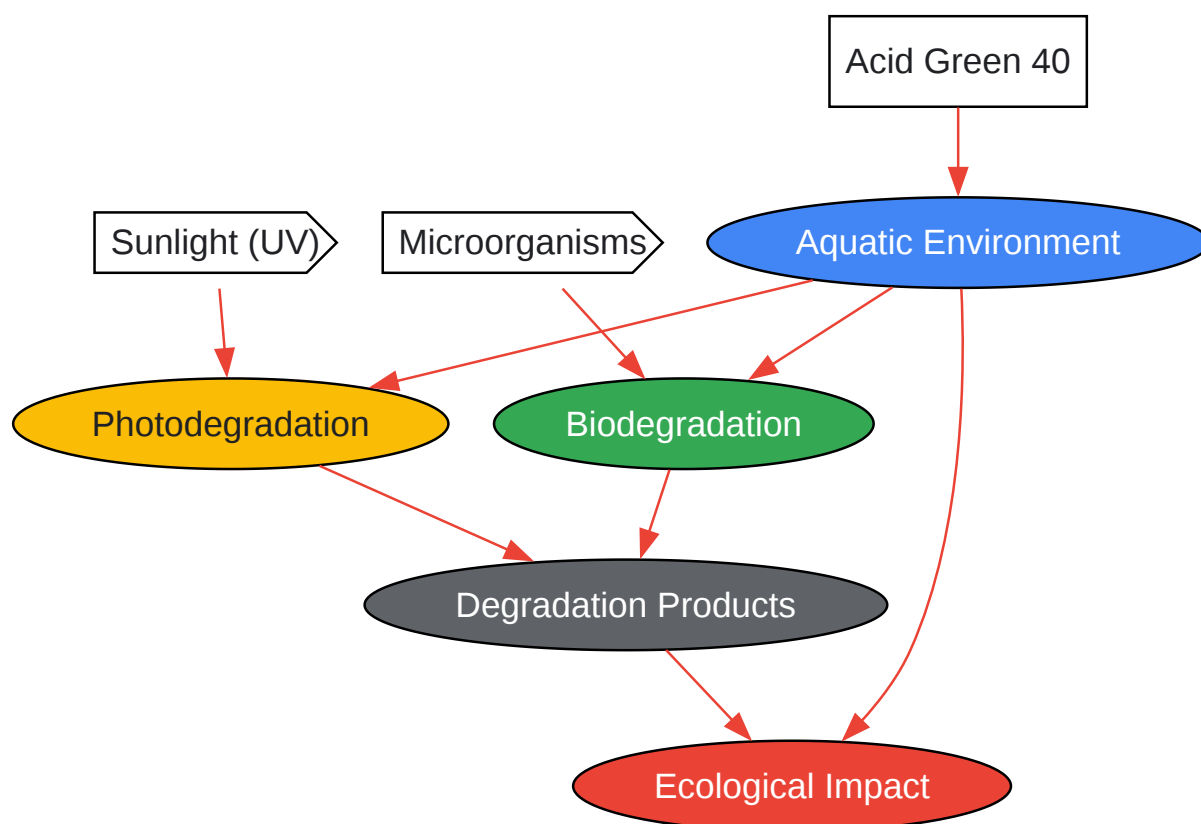 Acid Green 40
Sunlight (UV)
Microorganisms
Aquatic Environment
Photodegradation
Biodegradation
Degradation Products
Ecological Impact